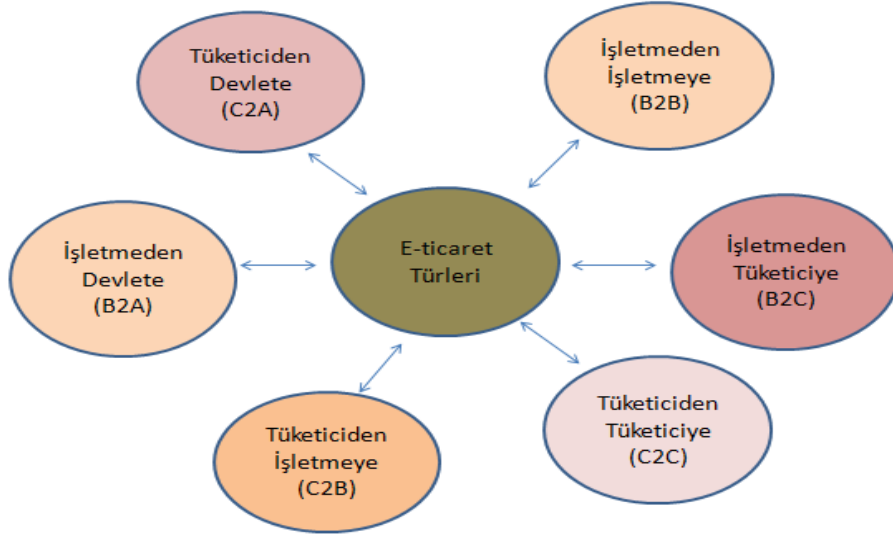 Tüketiciden
Devlete
(C2A)
İşletmeden
İşletmeye
(B2B)
İşletmeden
Devlete
(B2A)
E-ticaret
Türleri
İşletmeden
Tüketiciye
(B2C)
Tüketiciden
İşletmeye
(C2B)
Tüketiciden
Tüketiciye
(C2C)